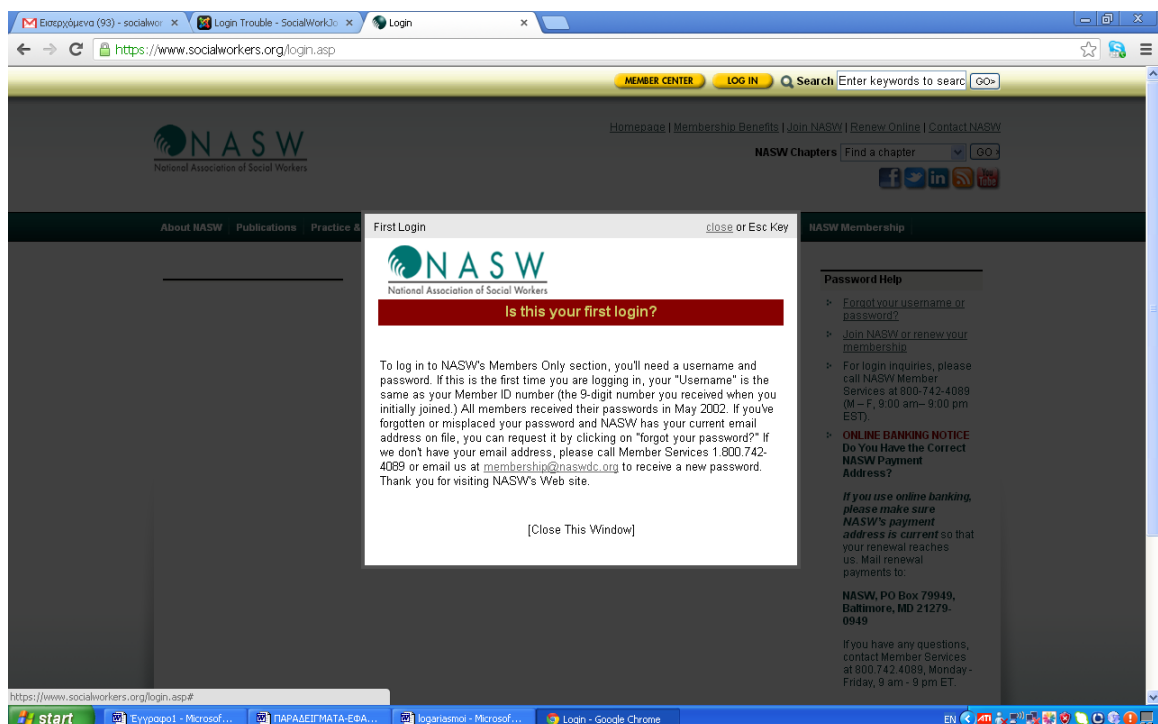 Εισερχόμενα (93) - socialwor
Login Trouble - SocialWorkJo
Login
https://www.socialworkers.org/login.asp
MEMBER CENTER LOG IN Search Enter keywords to searc GO»
Homepage | Membership Benefits | Join NASW | Renew Online | Contact NASW
NASW
National Association of Social Workers
NASW Chapters Find a chapter GO
You Tube
About NASW Publications Practice & NASW Membership
First Login close or Esc Key
NASW
National Association of Social Workers
Is this your first login?
To log in to NASW's Members Only section, you'll need a username and
password. If this is the first time you are logging in, your "Username" is the
same as your Member ID number (the 9-digit number you received when you
initially joined.) All members received their passwords in May 2002. If you've
forgotten or misplaced your password and NASW has your current email
address on file, you can request it by clicking on "forgot your password?" If
we don't have your email address, please call Member Services 1.800.742-
4089 or email us at membership@naswdc.org to receive a new password.
Thank you for visiting NASW's Web site.
[Close This Window]
Password Help
Forgot your username or
password?
Join NASW or renew your
membership
For login inquiries, please
call NASW Member
Services at 800-742-4089
(M – F, 9:00 am– 9:00 pm
EST).
ONLINE BANKING NOTICE
Do You Have the Correct
NASW Payment
Address?
If you use online banking,
please make sure
NASW's payment
address is current so that
your renewal reaches
us. Mail renewal
payments to:
NASW, PO Box 79949,
Baltimore, MD 21279-
0949
If you have any questions,
contact Member Services
at 800.742.4089, Monday -
Friday, 9 am - 9 pm ET.
https://www.socialworkers.org/login.asp#
start Έγγραφο1 - Microsof... ΠΑΡΑΔΕΙΓΜΑΤΑ-ΕΦΑ... logariasmoi - Microsof... Login - Google Chrome EN